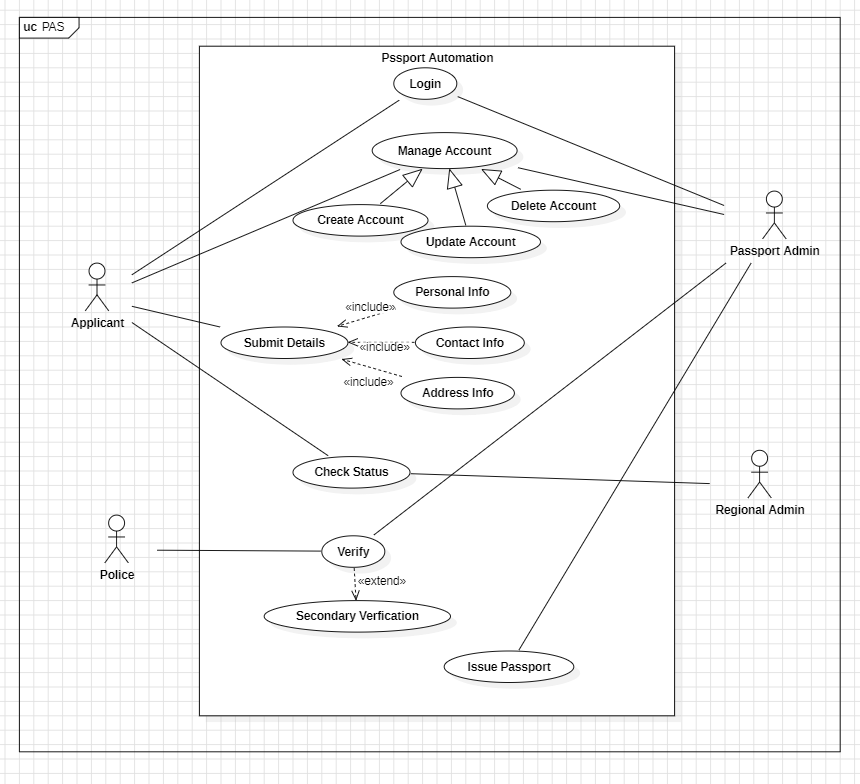 uc PAS
Pssport Automation
Login
Manage Account
Create Account
Delete Account
Update Account
Passport Admin
Applicant
Personal Info
«include»
Submit Details
Contact Info
«include»
Address Info
«include»
Check Status
Regional Admin
Police
Verify
«extend»
Secondary Verfication
Issue Passport